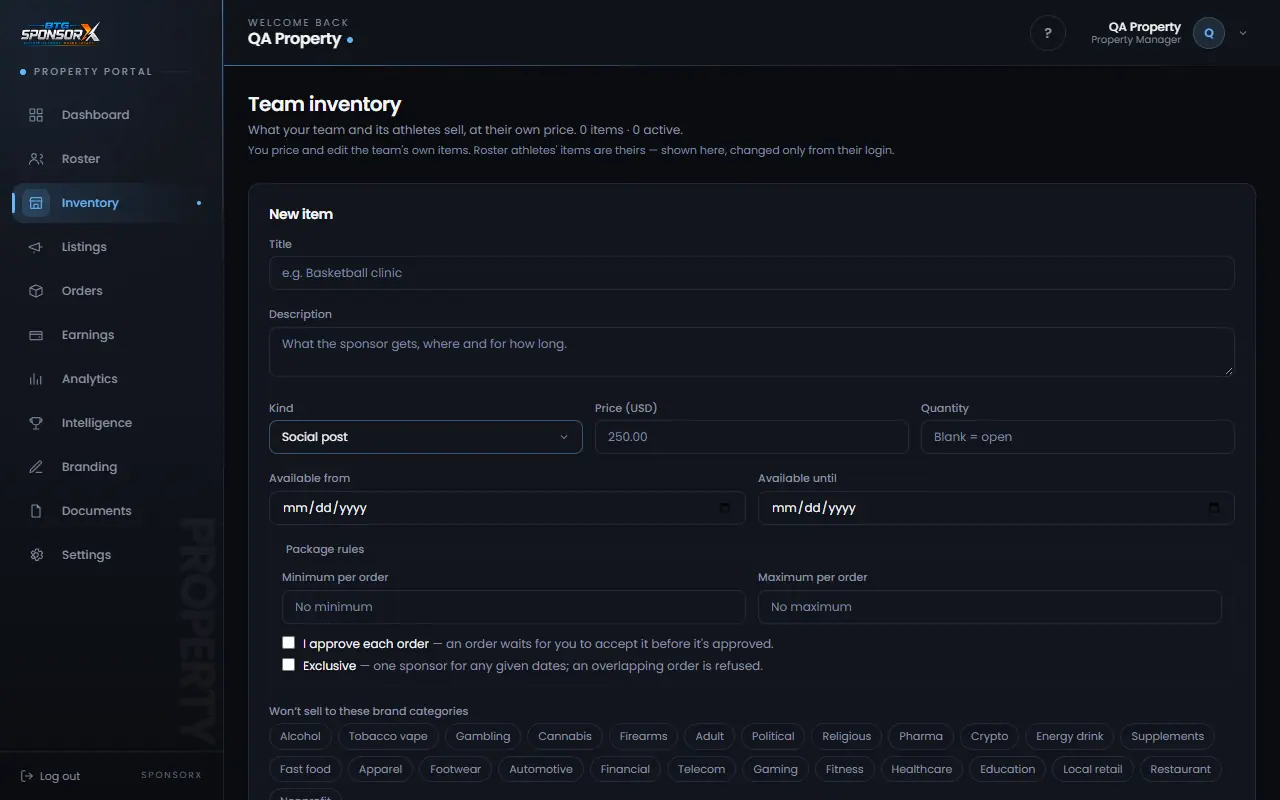 BTG
SPONSORX
PROPERTY PORTAL
Dashboard
Roster
Inventory
Listings
Orders
Earnings
Analytics
Intelligence
Branding
Documents
Settings
PROPERTY
Log out
SPONSORX
WELCOME BACK
QA Property
?
QA Property
Property Manager
Q
Team inventory
What your team and its athletes sell, at their own price. 0 items · 0 active.
You price and edit the team's own items. Roster athletes' items are theirs — shown here, changed only from their login.
New item
Title
e.g. Basketball clinic
Description
What the sponsor gets, where and for how long.
Kind Price (USD) Quantity
Social post 250.00 Blank = open
Available from Available until
mm/dd/yyyy mm/dd/yyyy
Package rules
Minimum per order Maximum per order
No minimum No maximum
I approve each order — an order waits for you to accept it before it's approved.
Exclusive — one sponsor for any given dates; an overlapping order is refused.
Won't sell to these brand categories
Alcohol Tobacco vape Gambling Cannabis Firearms Adult Political Religious Pharma Crypto Energy drink Supplements
Fast food Apparel Footwear Automotive Financial Telecom Gaming Fitness Healthcare Education Local retail Restaurant
Nonprofit